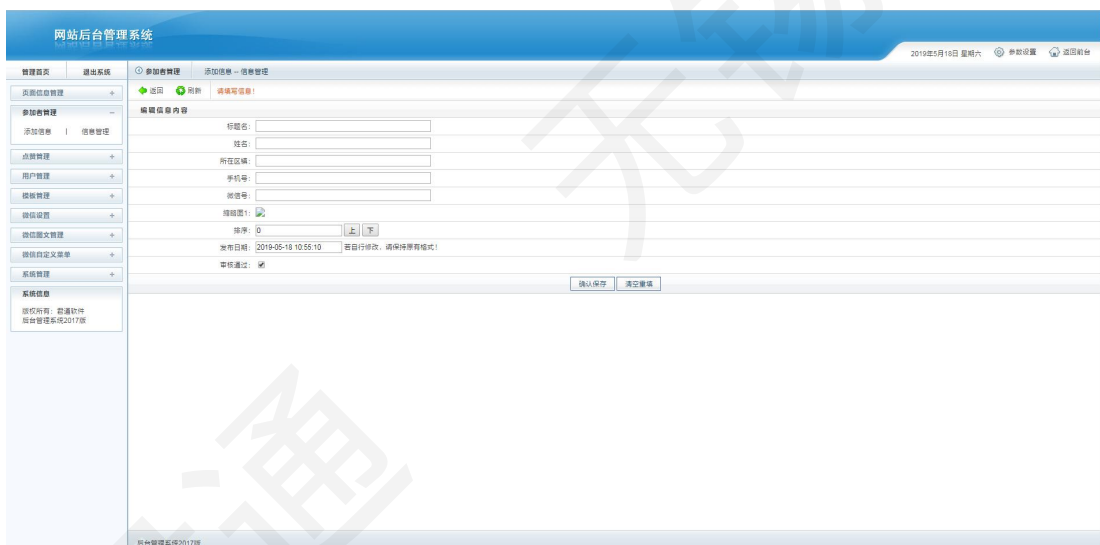 网站后台管理系统
2019年5月18日 星期六 参数设置 返回前台
管理首页 退出系统
参加者管理 添加信息 – 信息管理
页面信息管理 +
返回 刷新 请填写信息!
参加者管理 –
添加信息 | 信息管理
编辑信息内容
标题名:
姓名:
所在区镇:
手机号:
微信号:
缩略图1:
排序: 0 上 下
发布日期: 2019-05-18 10:55:10 若自行修改,请保持原有格式!
审核通过:
确认保存 清空重填
点赞管理 +
用户管理 +
模板管理 +
微信设置 +
微信图文管理 +
微信自定义菜单 +
系统管理 +
系统信息
版权所有:君通软件
后台管理系统2017版
后台管理系统2017版
通
无